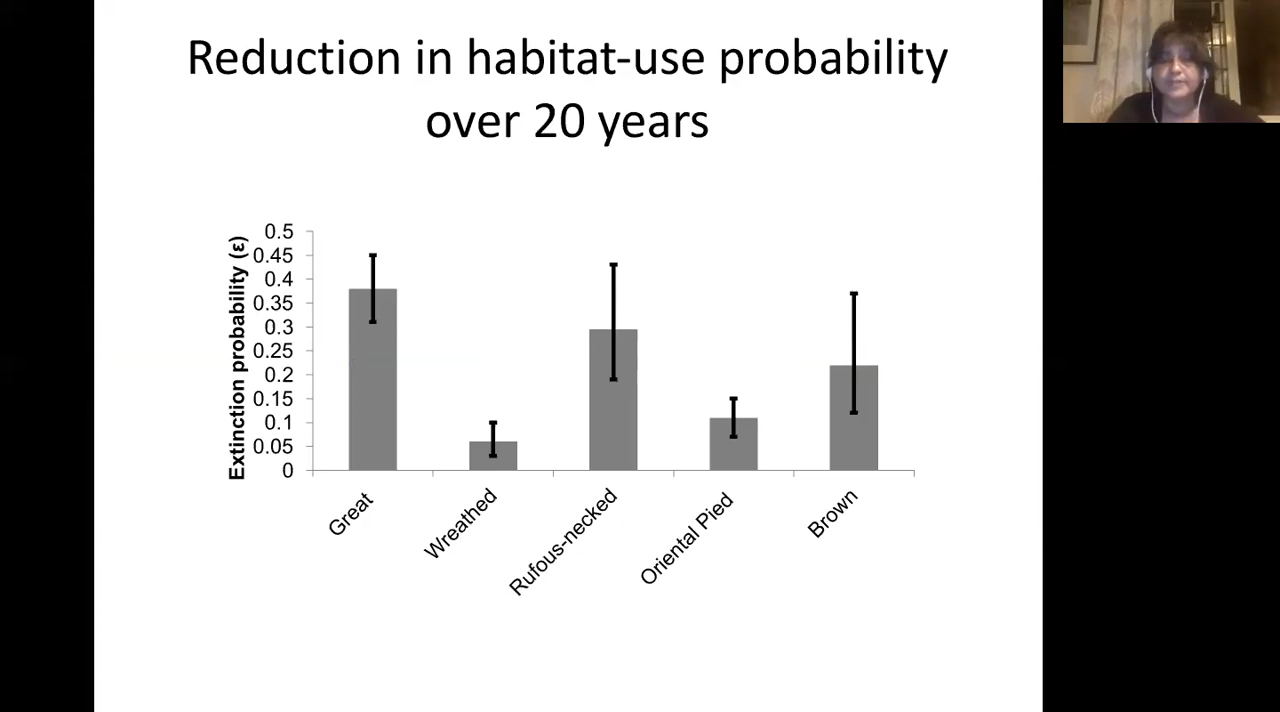 Reduction in habitat-use probability
over 20 years
Extinction probability (ε)
0.5
0.45
0.4
0.35
0.3
0.25
0.2
0.15
0.1
0.05
0
Great
Wreathed
Rufous-necked
Oriental Pied
Brown